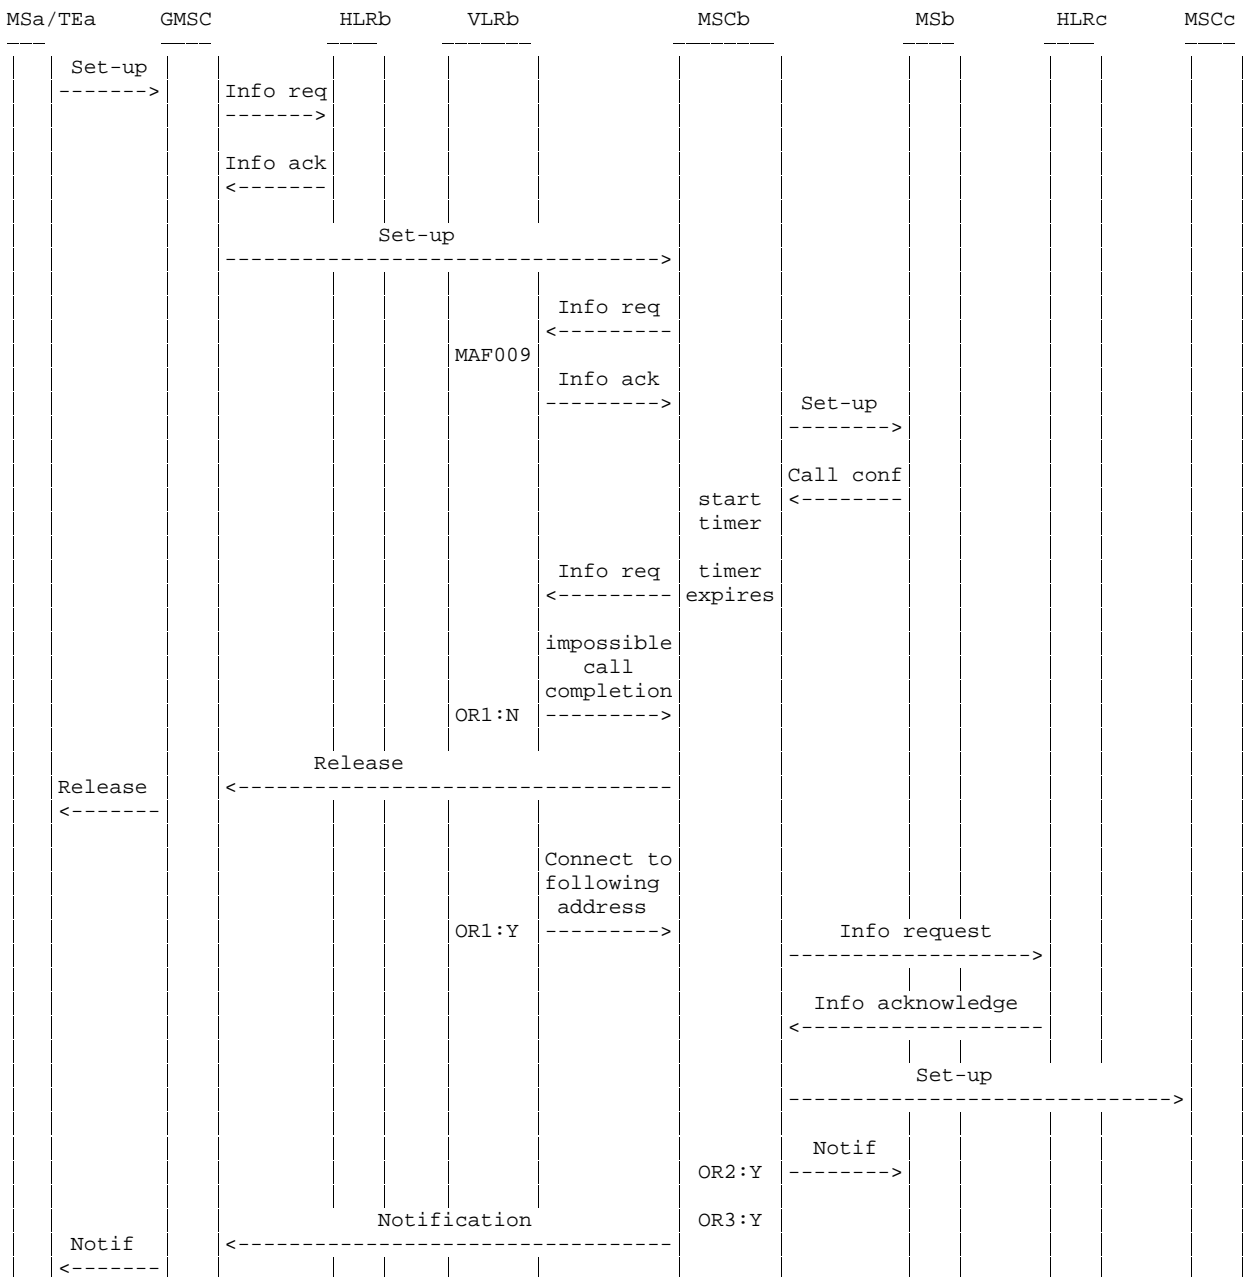 MSa/TEa GMSC HLRb VLRb MSCb MSb HLRc MSCc
Set-up
-------> Info req
------->
Info ack
<-------
Set-up
---------------------------------->
Info req
<---------
MAF009
Info ack
---------> Set-up
-------->
Call conf
start <--------
timer
Info req timer
<--------- expires
impossible
call
completion
OR1:N --------->
Release
Release <----------------------------------
<-------
Connect to
following
address
OR1:Y ---------> Info request
------------------->
Info acknowledge
<-------------------
Set-up
------------------------------>
Notif
OR2:Y -------->
Notification OR3:Y
Notif <----------------------------------
<-------